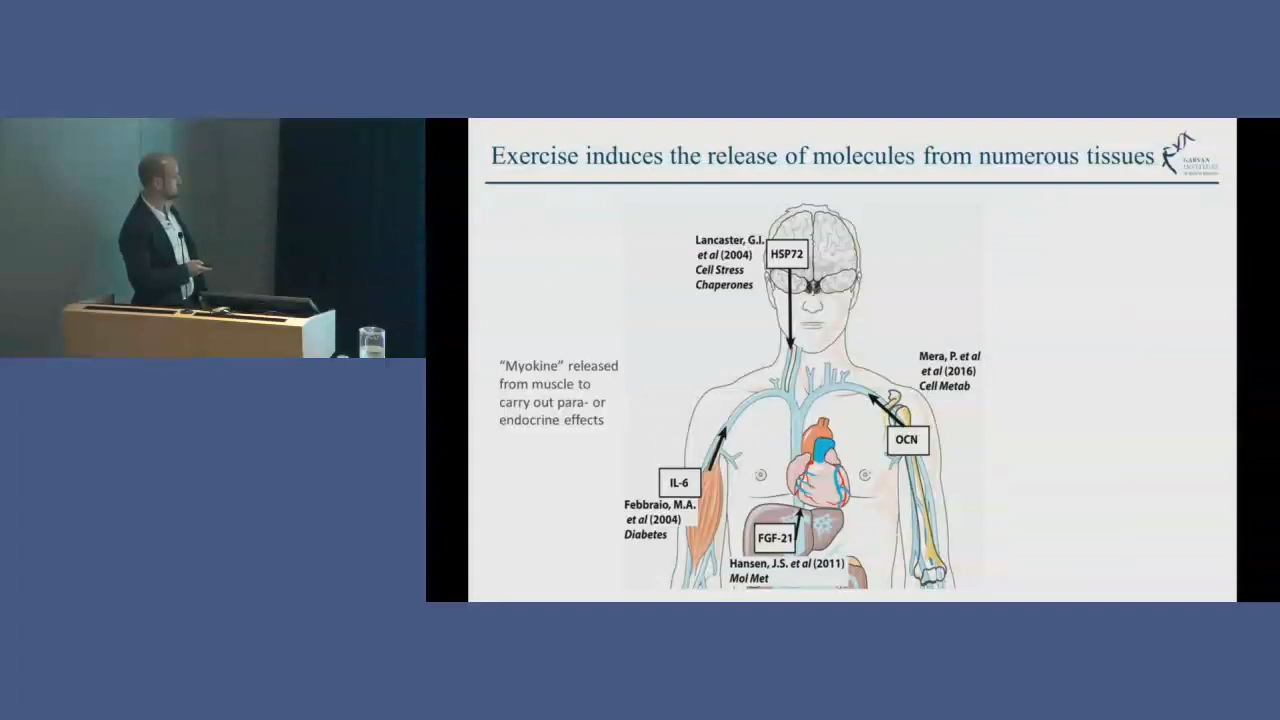 Exercise induces the release of molecules from numerous tissues
GARVAN
INSTITUTE
Lancaster, G.I.
et al (2004)
Cell Stress
Chaperones
HSP72
"Myokine" released
from muscle to
carry out para- or
endocrine effects
Mera, P. et al
et al (2016)
Cell Metab
OCN
IL-6
Febbraio, M.A.
et al (2004)
Diabetes
FGF-21
Hansen, J.S. et al (2011)
Mol Met